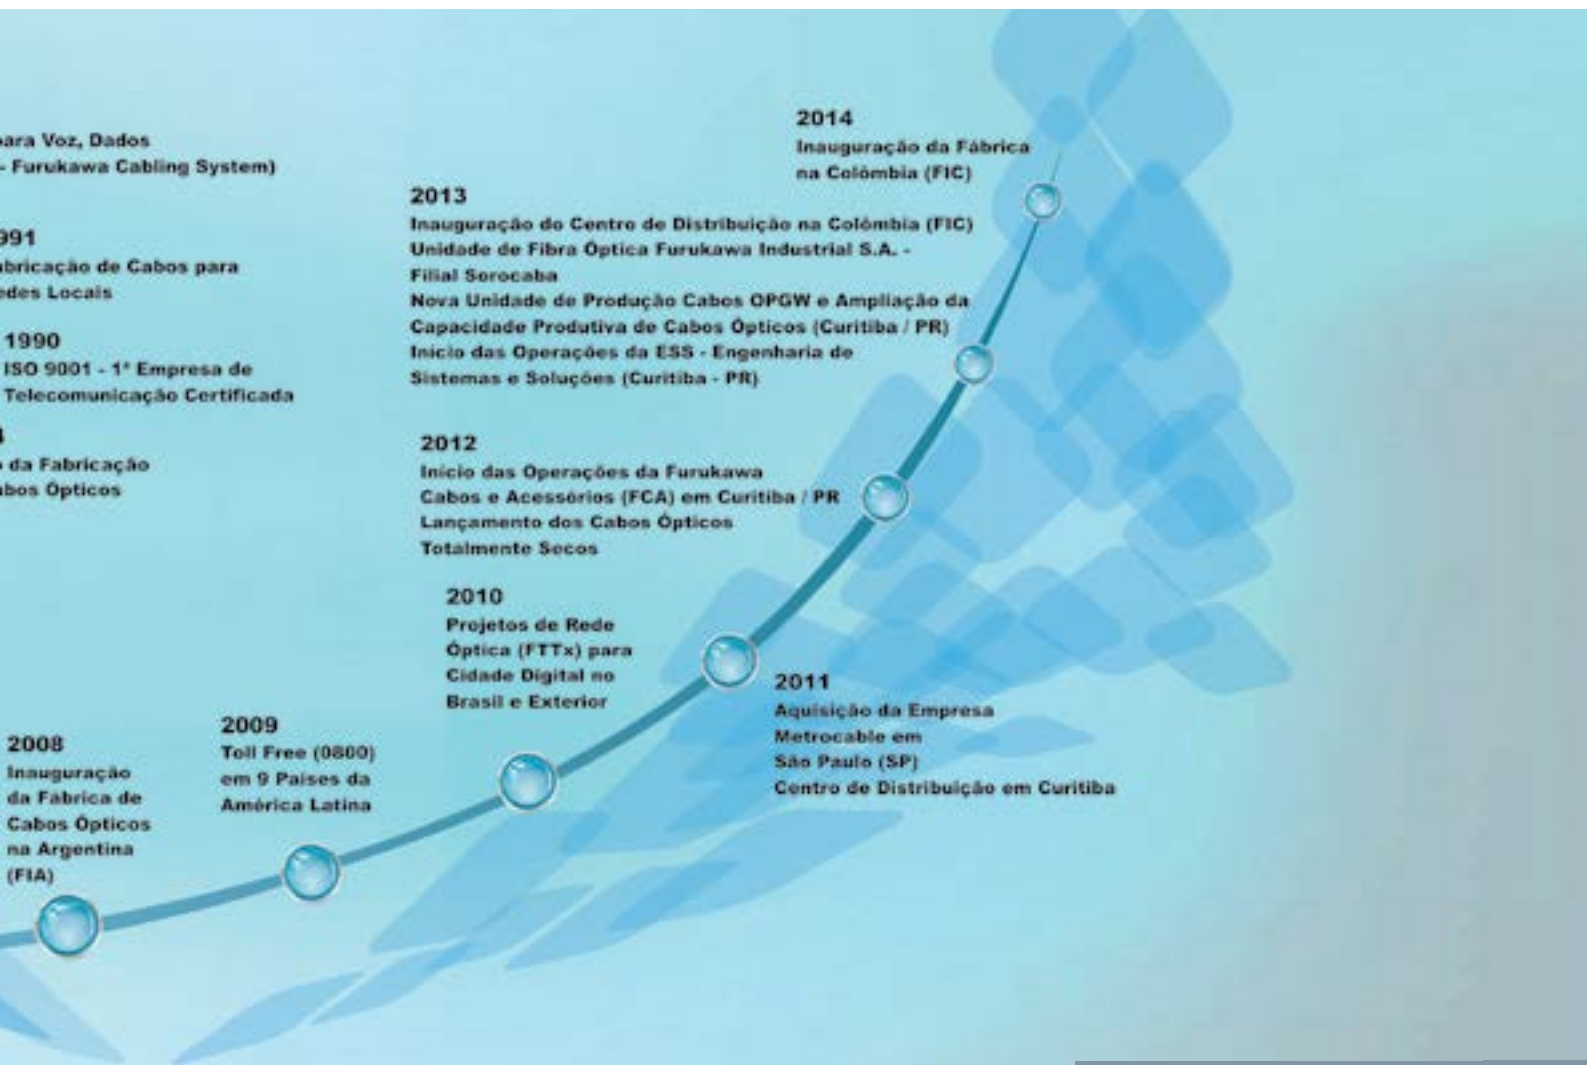 para Voz, Dados
- Furukawa Cabling System)
991
abricação de Cabos para
edes Locais
1990
ISO 9001 - 1ª Empresa de
Telecomunicação Certificada
da Fabricação
abos Ópticos
2008
Inauguração
da Fábrica de
Cabos Ópticos
na Argentina
(FIA)
2009
Toll Free (0800)
em 9 Países da
América Latina
2010
Projetos de Rede
Óptica (FTTx) para
Cidade Digital no
Brasil e Exterior
2011
Aquisição da Empresa
Metrocable em
São Paulo (SP)
Centro de Distribuição em Curitiba
2012
Início das Operações da Furukawa
Cabos e Acessórios (FCA) em Curitiba / PR
Lançamento dos Cabos Ópticos
Totalmente Secos
2013
Inauguração do Centro de Distribuição na Colômbia (FIC)
Unidade de Fibra Óptica Furukawa Industrial S.A. -
Filial Sorocaba
Nova Unidade de Produção Cabos OPGW e Ampliação da
Capacidade Produtiva de Cabos Ópticos (Curitiba / PR)
Início das Operações da ESS - Engenharia de
Sistemas e Soluções (Curitiba - PR)
2014
Inauguração da Fábrica
na Colômbia (FIC)